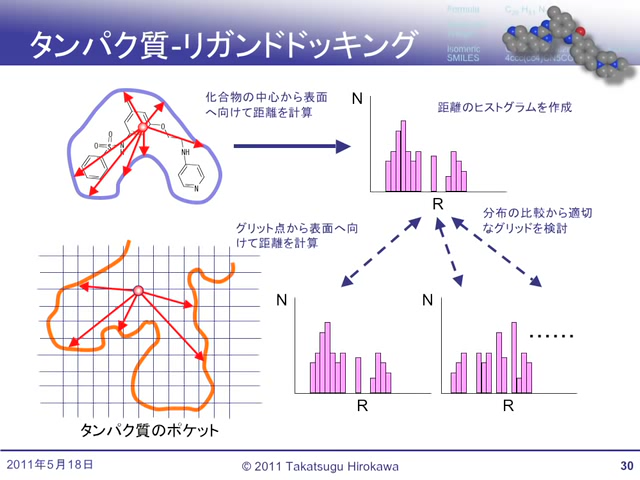 Formula
Isomeric
SMILES
タンパク質-リガンドドッキング
化合物の中心から表面
へ向けて距離を計算
N
距離のヒストグラムを作成
O
O
S
O
N
H
NH
N
R
分布の比較から適切
なグリッドを検討
グリット点から表面へ向
けて距離を計算
N
N
......
R
R
タンパク質のポケット
2011年5月18日
© 2011 Takatsugu Hirokawa
30